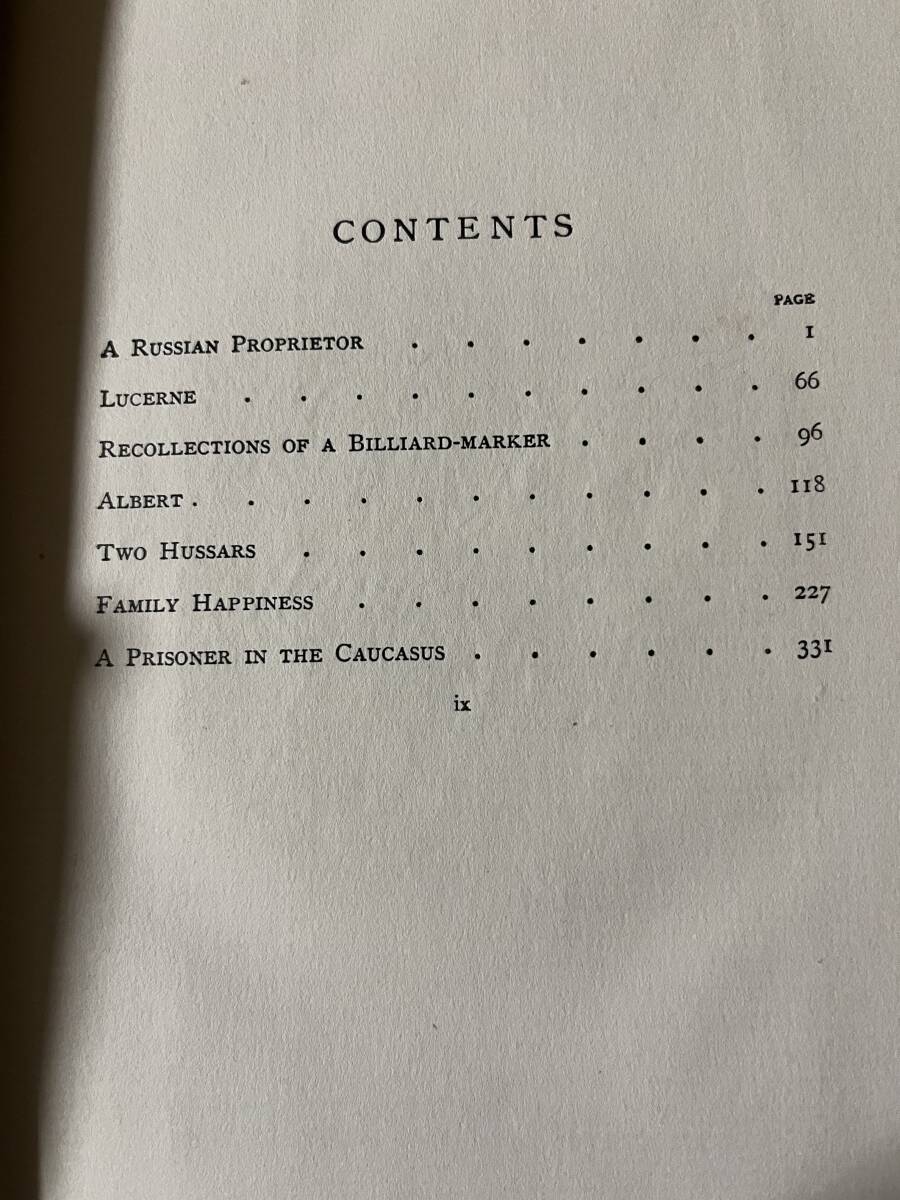 CONTENTS
PAGE
A RUSSIAN PROPRIETOR . . . . . . . 1
LUCERNE . . . . . . . . . . 66
RECOLLECTIONS OF A BILLIARD-MARKER . . . . 96
ALBERT . . . . . . . . . . . 118
TWO HUSSARS . . . . . . . . . 151
FAMILY HAPPINESS . . . . . . . . 227
A PRISONER IN THE CAUCASUS . . . . . . 331
ix